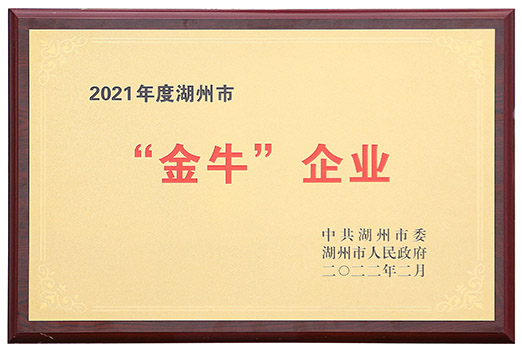 2021年度湖州市
“金牛”企业
中共湖州市委
湖州市人民政府
二〇二二年二月